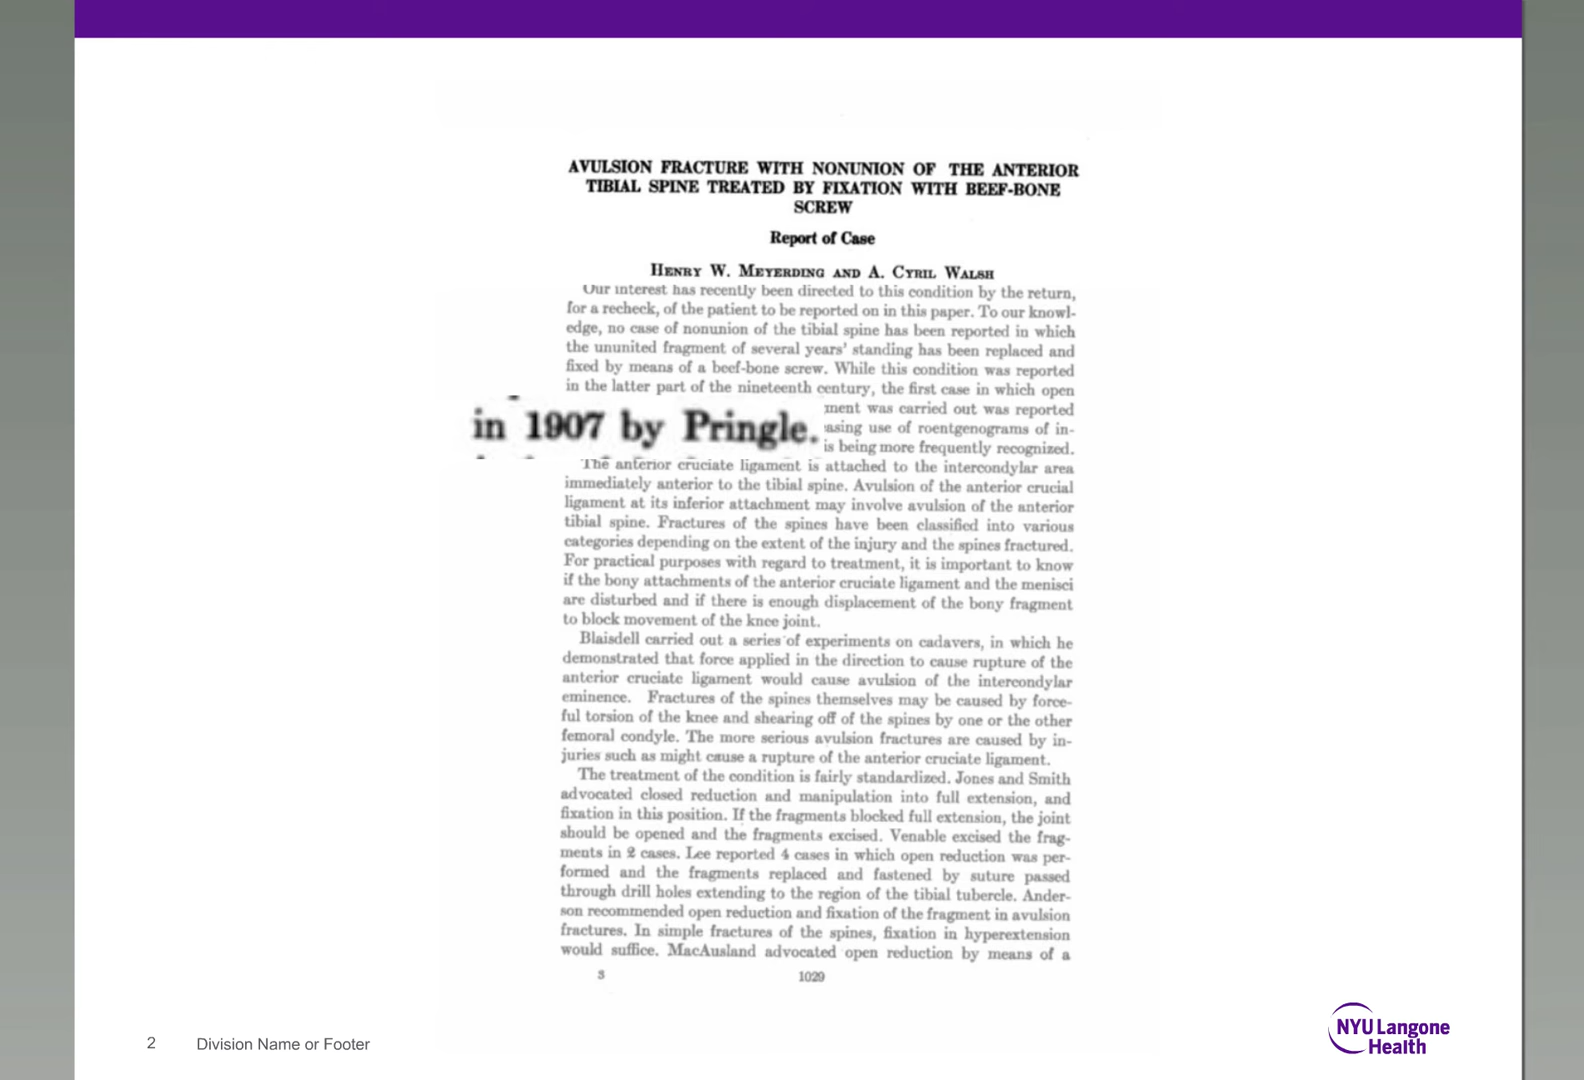 AVULSION FRACTURE WITH NONUNION OF THE ANTERIOR
TIBIAL SPINE TREATED BY FIXATION WITH BEEF-BONE
SCREW
Report of Case
HENRY W. MEYERDING AND A. CYRIL WALSH
Our interest has recently been directed to this condition by the return,
for a recheck, of the patient to be reported on in this paper. To our knowl-
edge, no case of nonunion of the tibial spine has been reported in which
the ununited fragment of several years' standing has been replaced and
fixed by means of a beef-bone screw. While this condition was reported
in the latter part of the nineteenth century, the first case in which open
ment was carried out was reported
in 1907 by Pringle.
asing use of roentgenograms of in-
is being more frequently recognized.
The anterior cruciate ligament is attached to the intercondylar area
immediately anterior to the tibial spine. Avulsion of the anterior crucial
ligament at its inferior attachment may involve avulsion of the anterior
tibial spine. Fractures of the spines have been classified into various
categories depending on the extent of the injury and the spines fractured.
For practical purposes with regard to treatment, it is important to know
if the bony attachments of the anterior cruciate ligament and the menisci
are disturbed and if there is enough displacement of the bony fragment
to block movement of the knee joint.
Blaisdell carried out a series of experiments on cadavers, in which he
demonstrated that force applied in the direction to cause rupture of the
anterior cruciate ligament would cause avulsion of the intercondylar
eminence. Fractures of the spines themselves may be caused by force-
ful torsion of the knee and shearing off of the spines by one or the other
femoral condyle. The more serious avulsion fractures are caused by in-
juries such as might cause a rupture of the anterior cruciate ligament.
The treatment of the condition is fairly standardized. Jones and Smith
advocated closed reduction and manipulation into full extension, and
fixation in this position. If the fragments blocked full extension, the joint
should be opened and the fragments excised. Venable excised the frag-
ments in 2 cases. Lee reported 4 cases in which open reduction was per-
formed and the fragments replaced and fastened by suture passed
through drill holes extending to the region of the tibial tubercle. Ander-
son recommended open reduction and fixation of the fragment in avulsion
fractures. In simple fractures of the spines, fixation in hyperextension
would suffice. MacAusland advocated open reduction by means of a
1029
2 Division Name or Footer
NYU Langone
Health